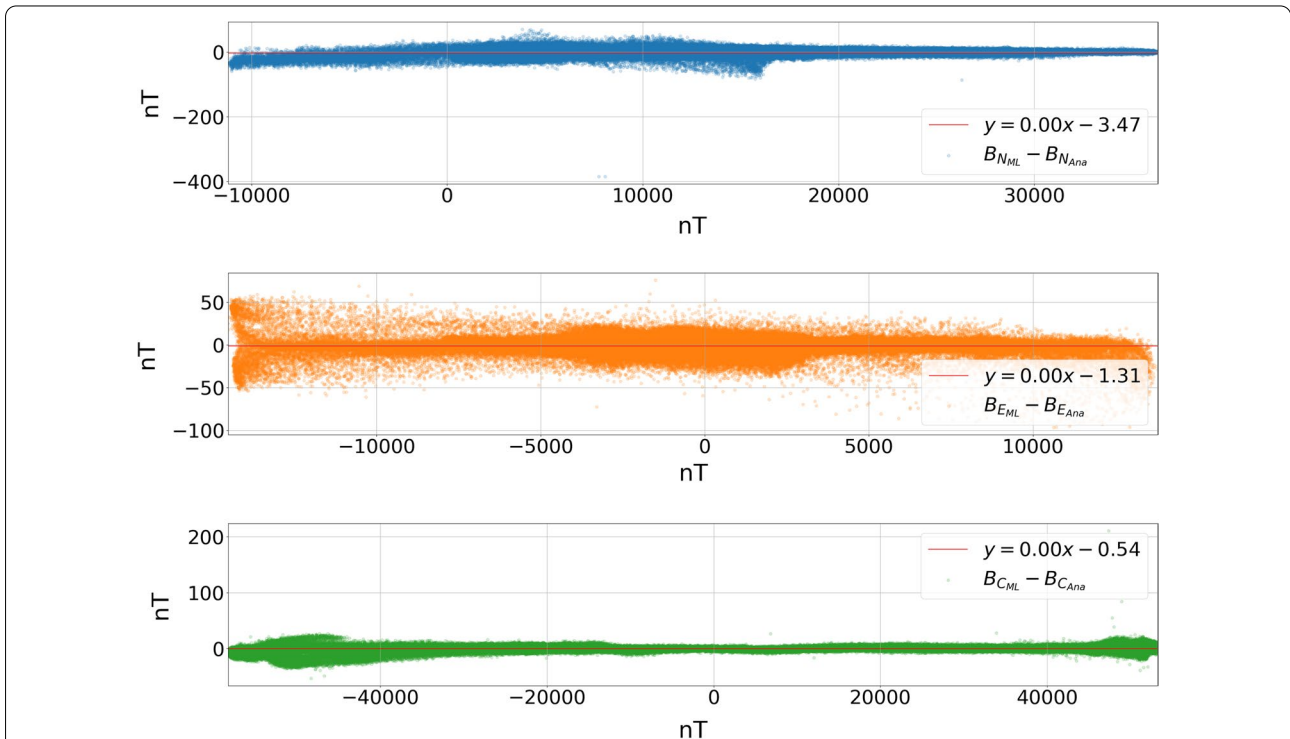 0
−200
−400
nT
y = 0.00x − 3.47
B_{N_{ML}} − B_{N_{Ana}}
−10000 0 10000 20000 30000
nT
50
0
−50
−100
nT
y = 0.00x − 1.31
B_{E_{ML}} − B_{E_{Ana}}
−10000 −5000 0 5000 10000
nT
200
100
0
nT
y = 0.00x − 0.54
B_{C_{ML}} − B_{C_{Ana}}
−40000 −20000 0 20000 40000
nT